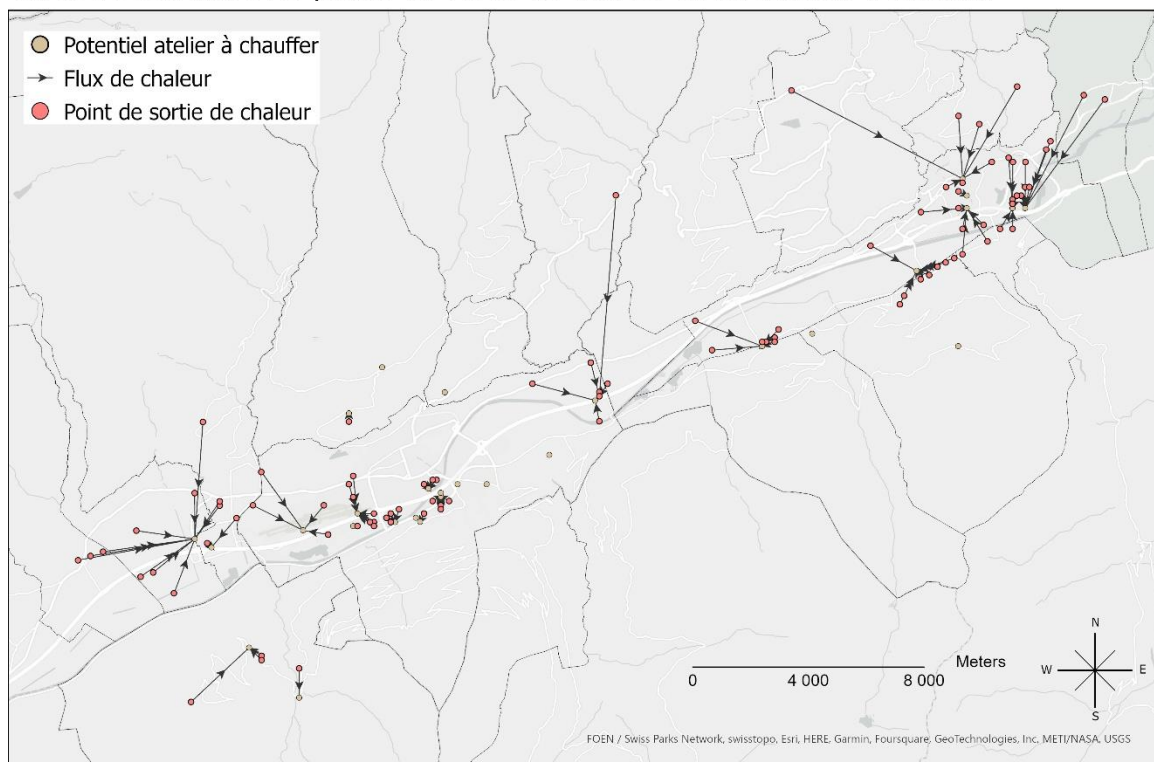 Potentiel atelier à chauffer
Flux de chaleur
Point de sortie de chaleur
N
W E
S
Meters
0 4 000 8 000
FOEN / Swiss Parks Network, swisstopo, Esri, HERE, Garmin, Foursquare, GeoTechnologies, Inc, METI/NASA, USGS